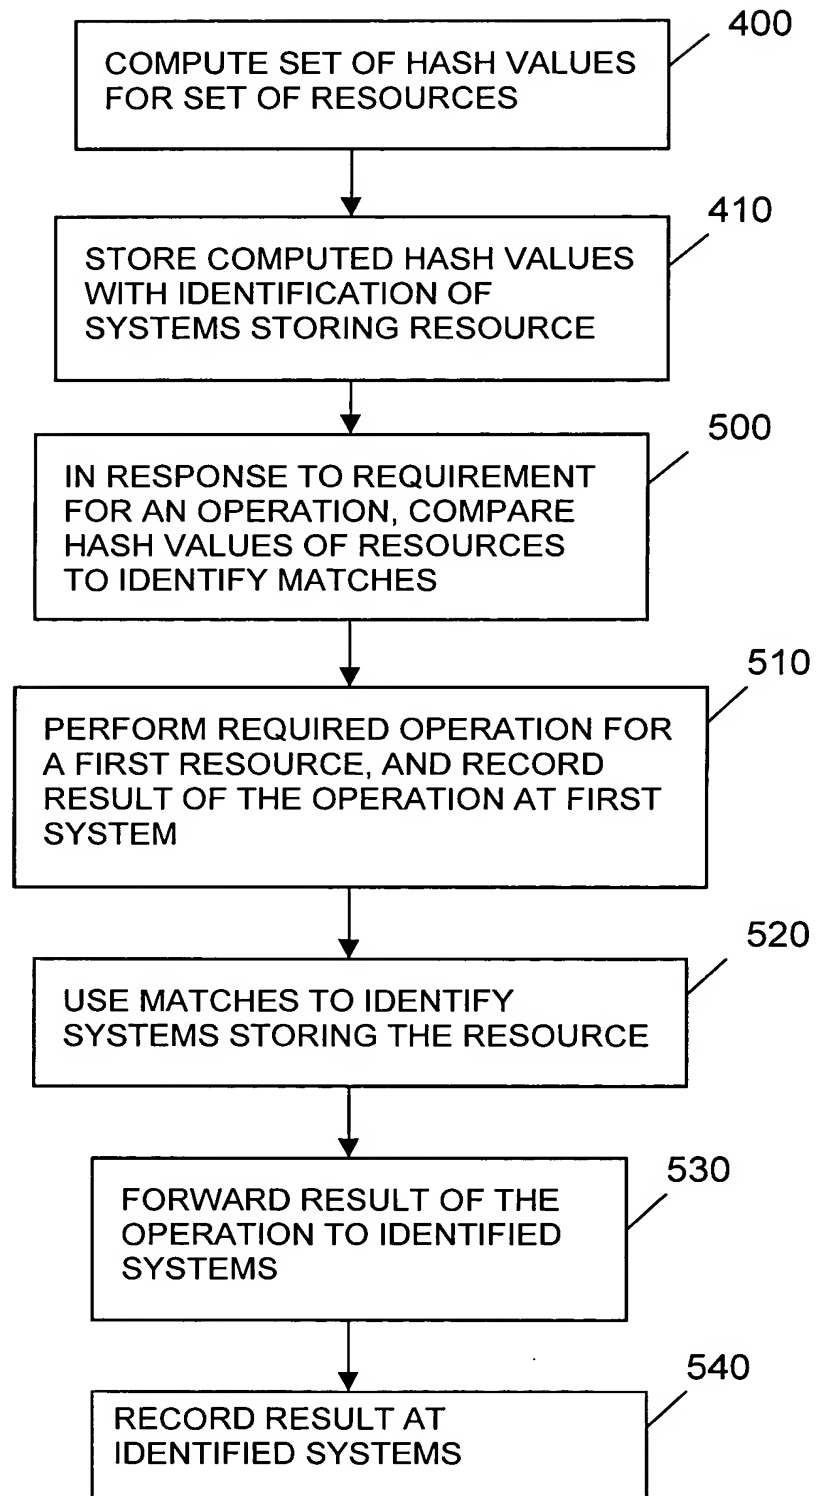 400
COMPUTE SET OF HASH VALUES
FOR SET OF RESOURCES
410
STORE COMPUTED HASH VALUES
WITH IDENTIFICATION OF
SYSTEMS STORING RESOURCE
500
IN RESPONSE TO REQUIREMENT
FOR AN OPERATION, COMPARE
HASH VALUES OF RESOURCES
TO IDENTIFY MATCHES
510
PERFORM REQUIRED OPERATION FOR
A FIRST RESOURCE, AND RECORD
RESULT OF THE OPERATION AT FIRST
SYSTEM
520
USE MATCHES TO IDENTIFY
SYSTEMS STORING THE RESOURCE
530
FORWARD RESULT OF THE
OPERATION TO IDENTIFIED
SYSTEMS
540
RECORD RESULT AT
IDENTIFIED SYSTEMS